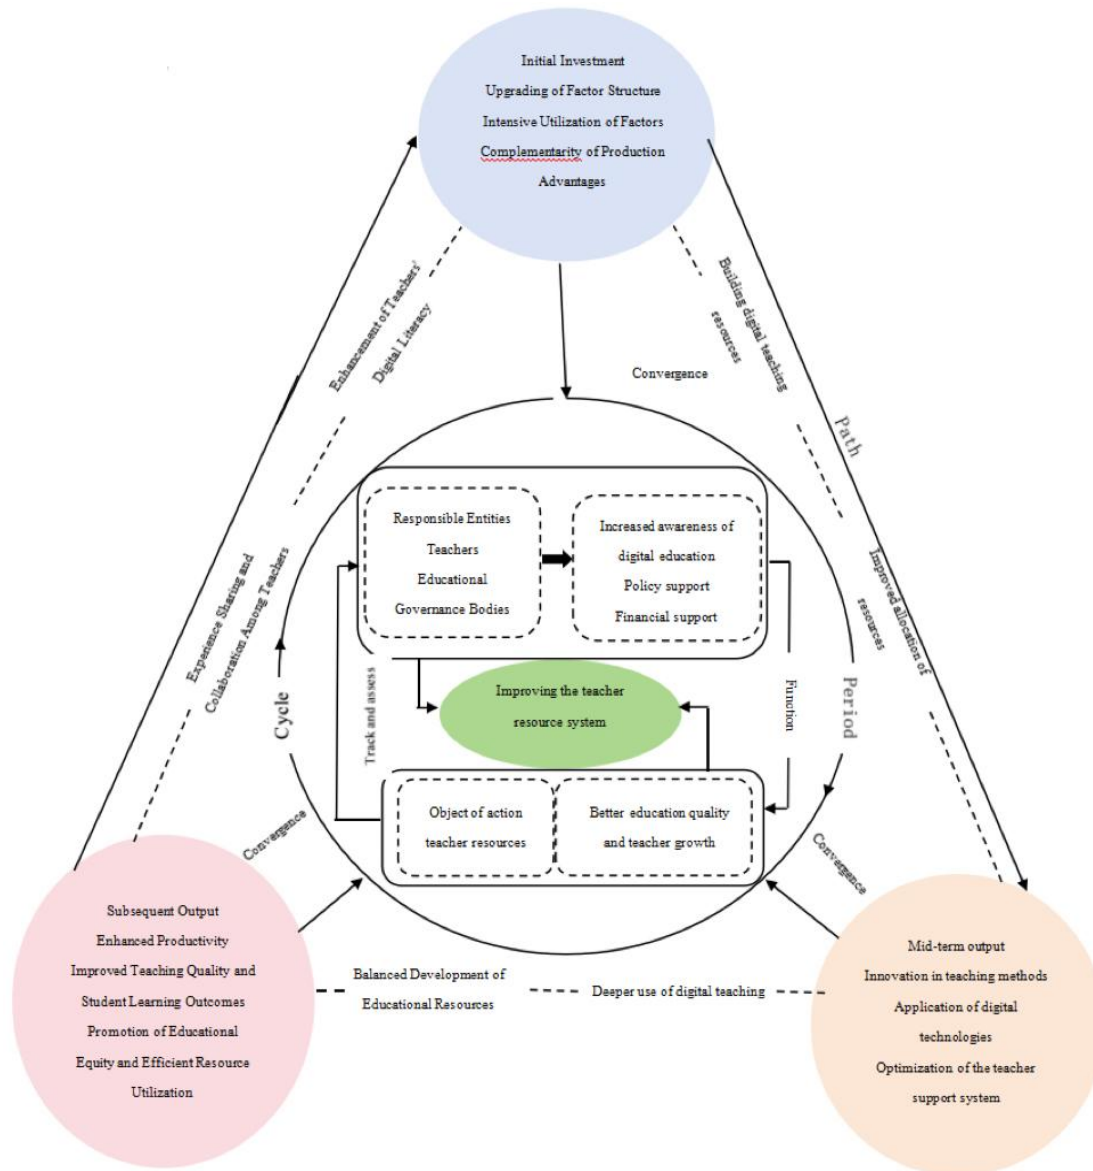 Initial Investment
Upgrading of Factor Structure
Intensive Utilization of Factors
Complementarity of Production
Advantages
Enhancement of Teachers'
Digital Literacy
Building digital teaching
resources
Convergence
Path
Responsible Entities
Teachers
Educational
Governance Bodies
Increased awareness of
digital education
Policy support
Financial support
Experience Sharing and
Collaboration Among Teachers
Improved allocation of
resources
Cycle
Track and assess
Improving the teacher
resource system
Function
Period
Object of action
teacher resources
Better education quality
and teacher growth
Convergence
Convergence
Subsequent Output
Enhanced Productivity
Improved Teaching Quality and
Student Learning Outcomes
Promotion of Educational
Equity and Efficient Resource
Utilization
Balanced Development of
Educational Resources
Deeper use of digital teaching
Mid-term output
Innovation in teaching methods
Application of digital
technologies
Optimization of the teacher
support system